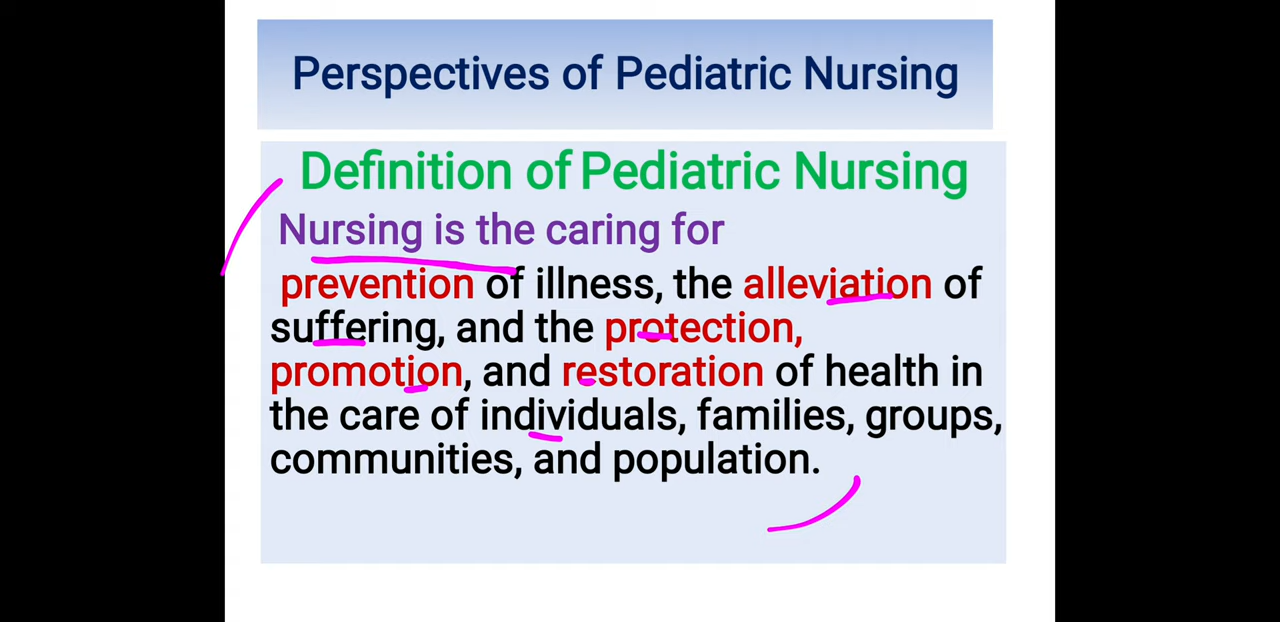 Perspectives of Pediatric Nursing
Definition of Pediatric Nursing
Nursing is the caring for
prevention of illness, the alleviation of
suffering, and the protection,
promotion, and restoration of health in
the care of individuals, families, groups,
communities, and population.